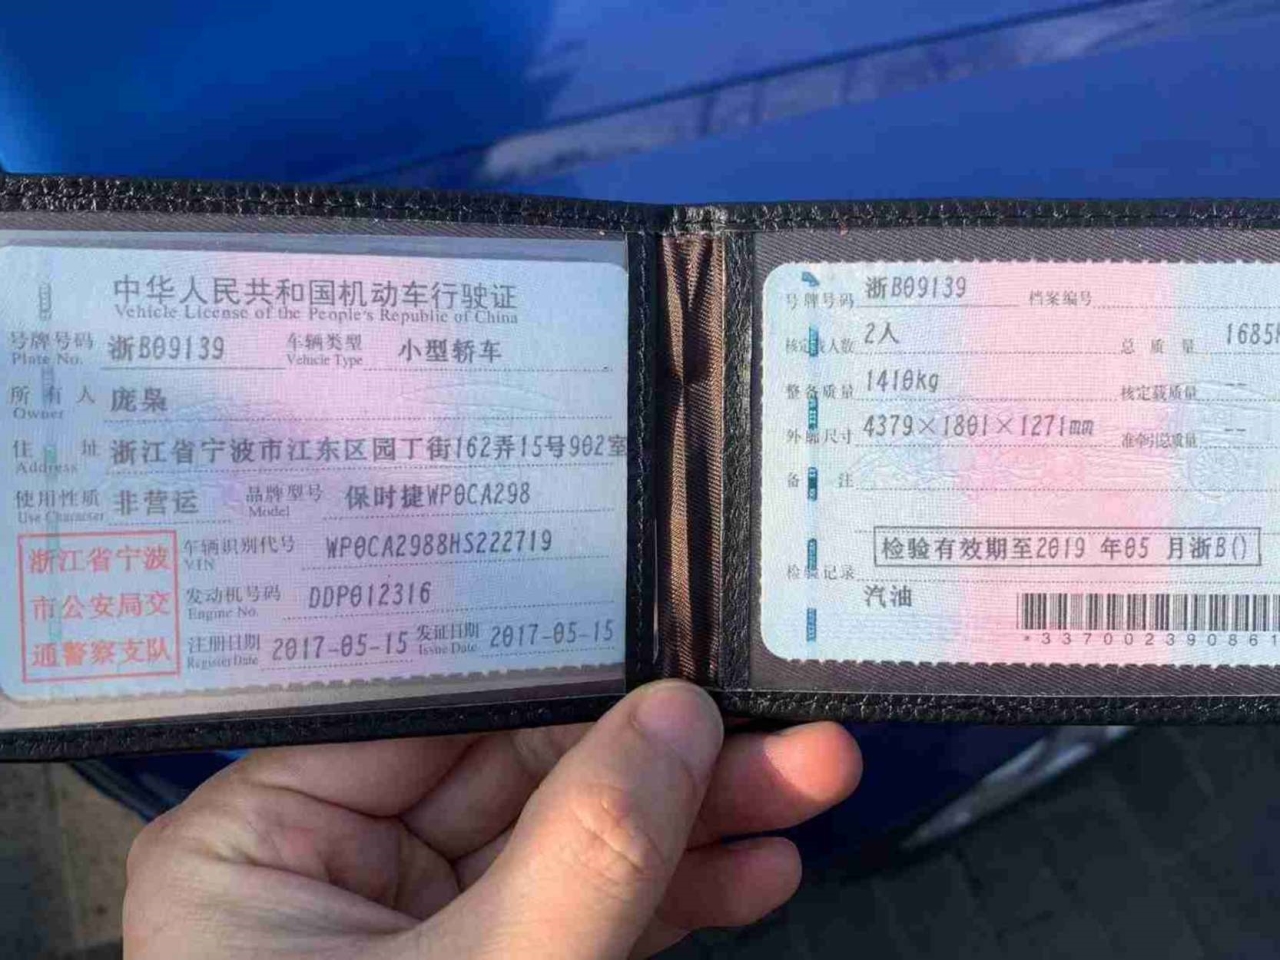 中华人民共和国机动车行驶证
Vehicle License of the People's Republic of China
号牌号码 浙B09139 车辆类型 小型轿车
Plate No. Vehicle Type
所有人 庞枭
Owner
住址 浙江省宁波市江东区园丁街162弄15号902室
Address
使用性质 非营运 品牌型号 保时捷WP0CA298
Use Character Model
浙江省宁波
市公安局交
通警察支队
车辆识别代号 WP0CA2988HS222719
VIN
发动机号码 DDP012316
Engine No.
注册日期 2017-05-15 发证日期 2017-05-15
Register Date Issue Date
号牌号码 浙B09139 档案编号
核定载人数 2人 总质量 1685
整备质量 1410kg 核定载质量 --
外廓尺寸 4379×1801×1271mm 准牵引总质量 --
备注
检验有效期至2019 年05 月浙B()
检验记录
汽油
*337002390861